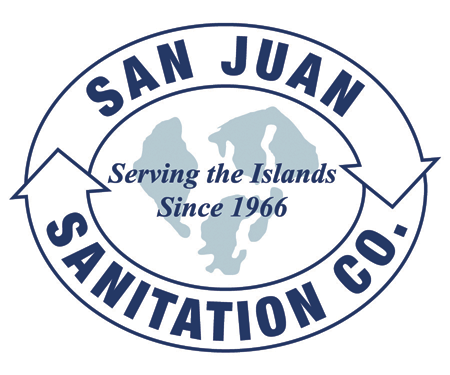 SAN JUAN
Serving the Islands
Since 1966
SANITATION CO.